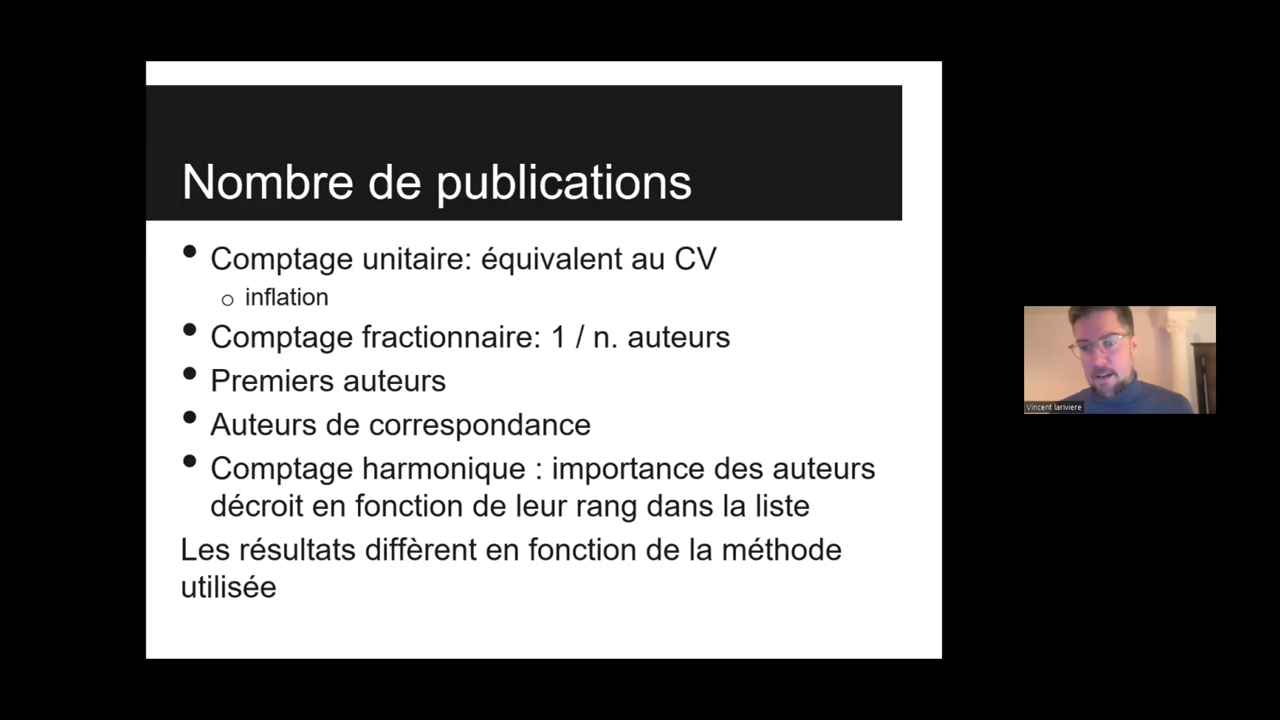 Nombre de publications
• Comptage unitaire: équivalent au CV
o inflation
• Comptage fractionnaire: 1 / n. auteurs
• Premiers auteurs
• Auteurs de correspondance
• Comptage harmonique : importance des auteurs
décroit en fonction de leur rang dans la liste
Les résultats diffèrent en fonction de la méthode
utilisée
Vincent lariviere